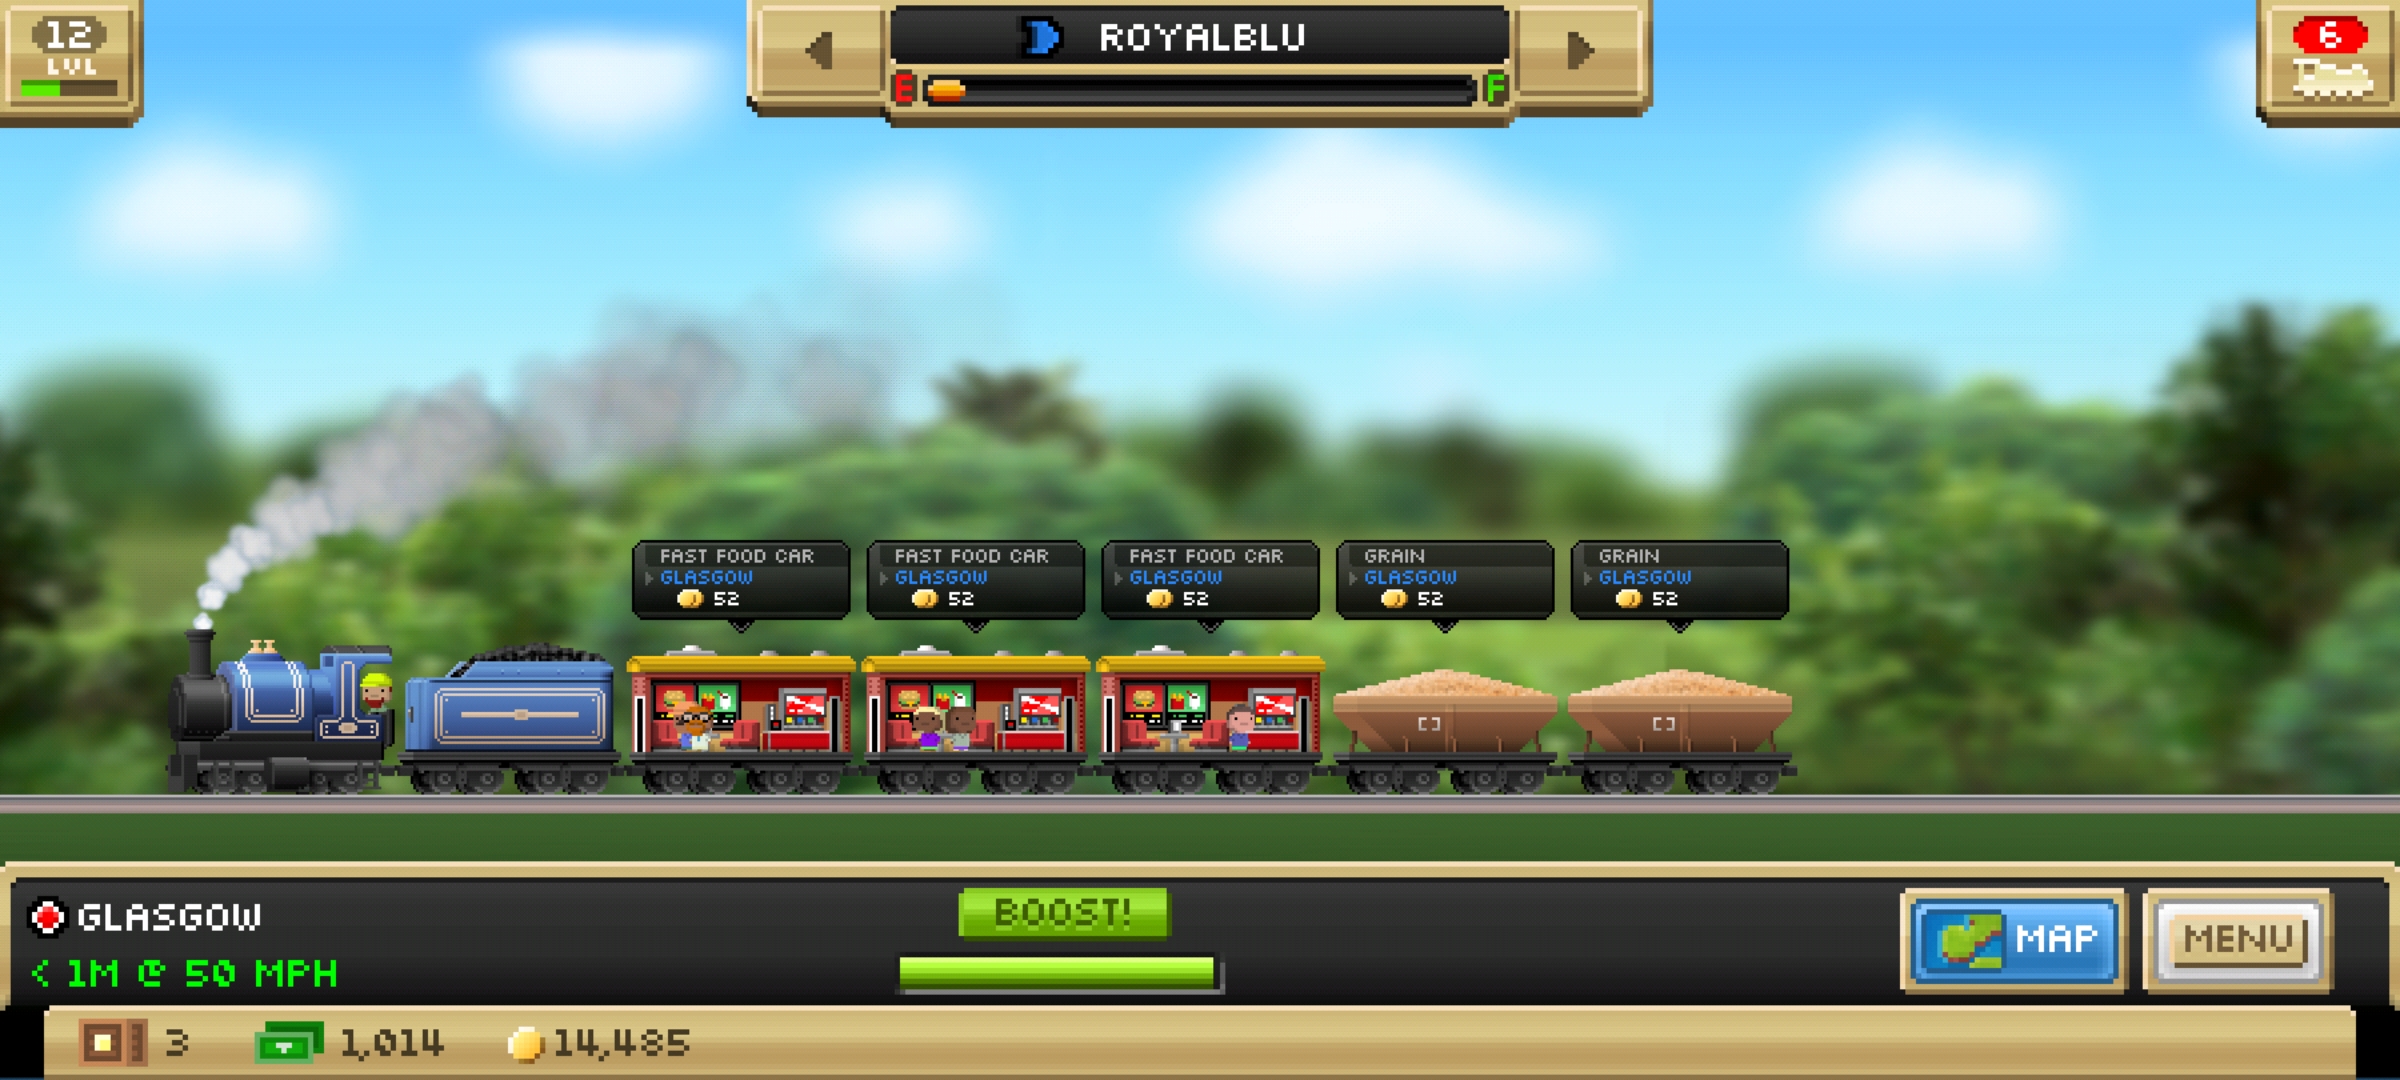 12
LVL
ROYALBLU
E
F
6
FAST FOOD CAR
GLASGOW
52
FAST FOOD CAR
GLASGOW
52
FAST FOOD CAR
GLASGOW
52
GRAIN
GLASGOW
52
GRAIN
GLASGOW
52
GLASGOW
< 1M @ 50 MPH
BOOST!
MAP
MENU
3
1,014
14,485